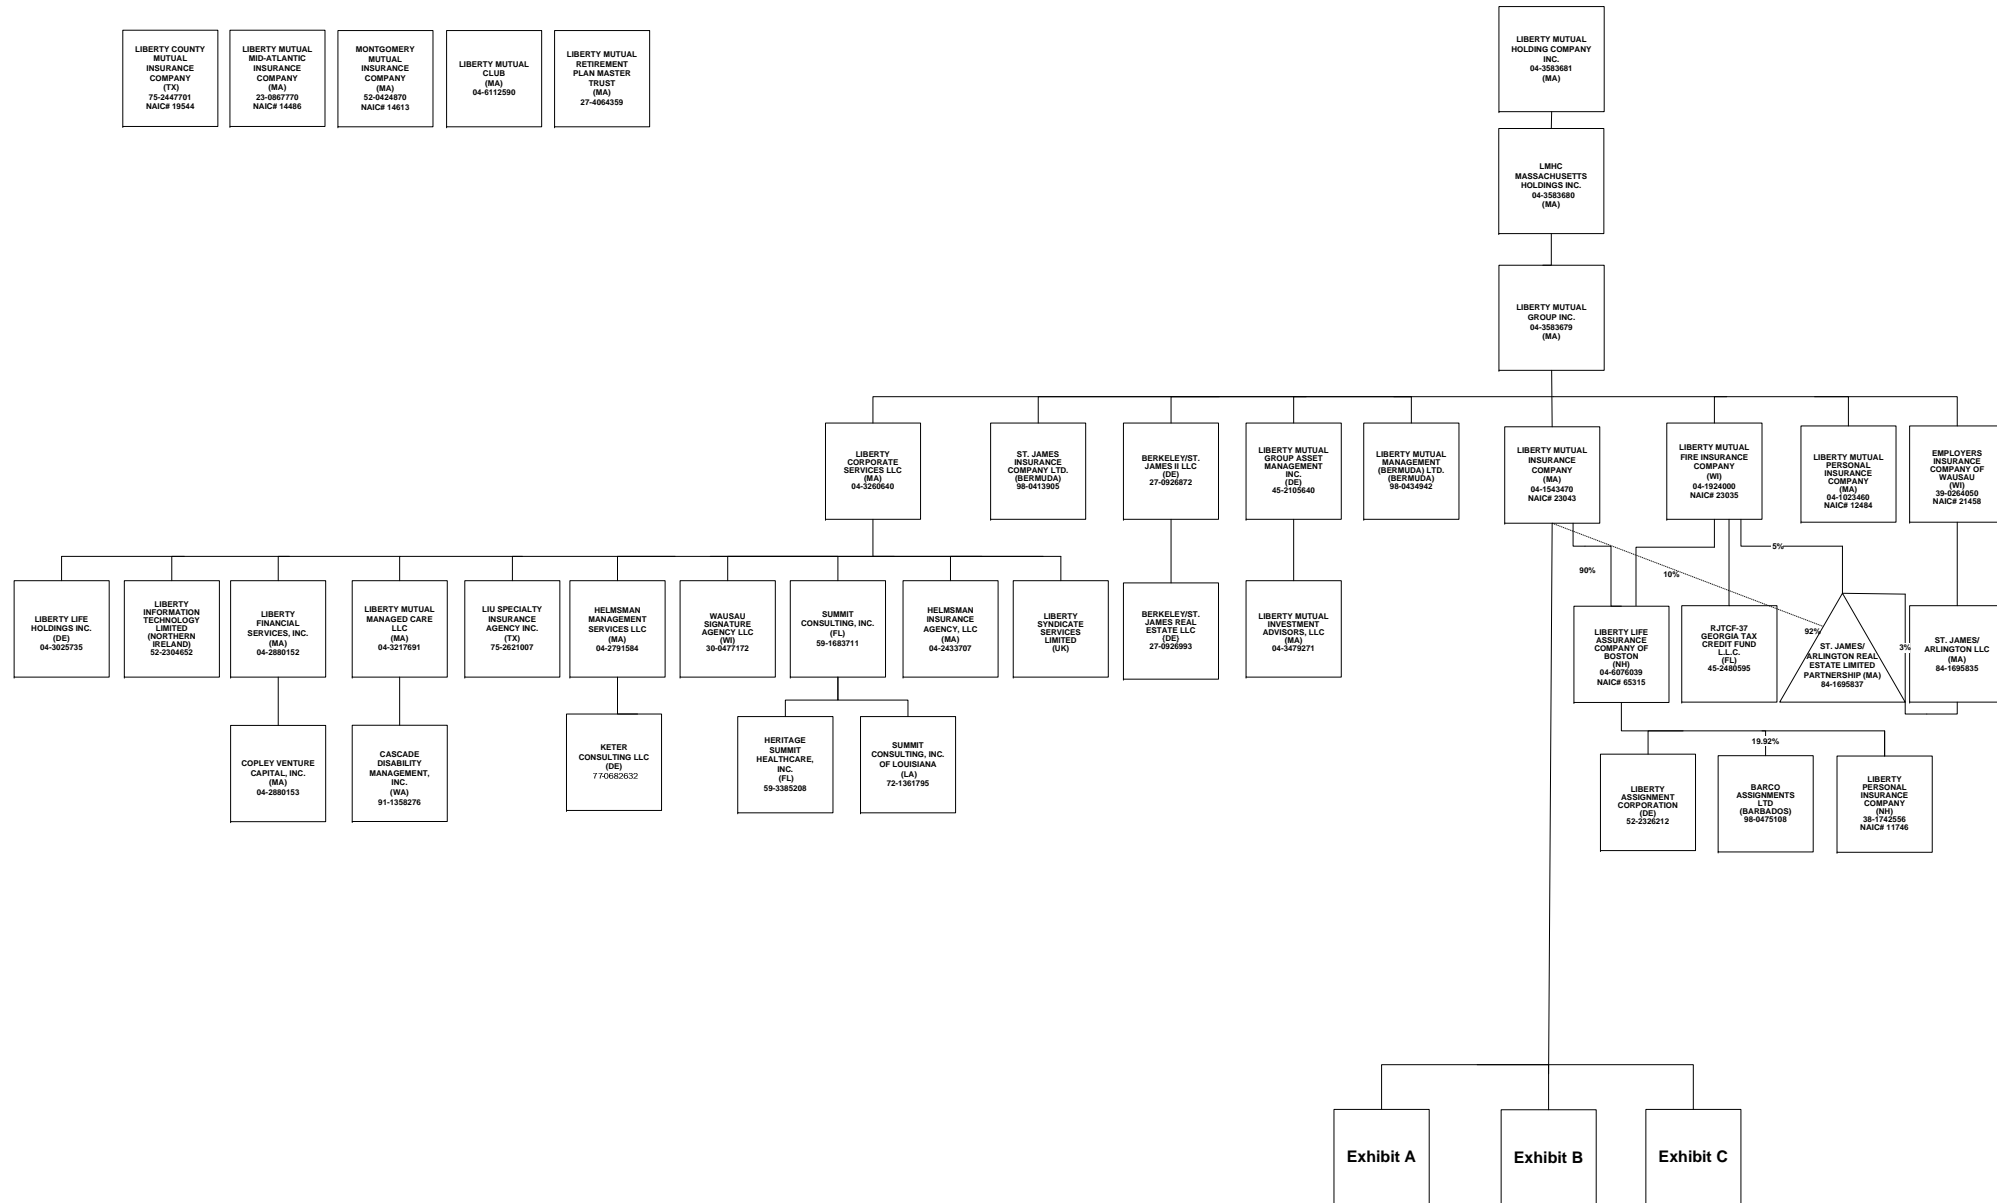 LIBERTY COUNTY
MUTUAL
INSURANCE
COMPANY
(TX)
75-2447701
NAIC# 19544
LIBERTY MUTUAL
MID-ATLANTIC
INSURANCE
COMPANY
(MA)
23-0867770
NAIC# 14486
MONTGOMERY
MUTUAL
INSURANCE
COMPANY
(MA)
52-0424870
NAIC# 14613
LIBERTY MUTUAL
CLUB
(MA)
04-6112590
LIBERTY MUTUAL
RETIREMENT
PLAN MASTER
TRUST
(MA)
27-4064359
LIBERTY MUTUAL
HOLDING COMPANY
INC.
04-3583681
(MA)
LMHC
MASSACHUSETTS
HOLDINGS INC.
04-3583680
(MA)
LIBERTY MUTUAL
GROUP INC.
04-3583679
(MA)
LIBERTY
CORPORATE
SERVICES LLC
(MA)
04-3260640
ST. JAMES
INSURANCE
COMPANY LTD.
(BERMUDA)
98-0413905
BERKELEY/ST.
JAMES II LLC
(DE)
27-0926872
LIBERTY MUTUAL
GROUP ASSET
MANAGEMENT
INC.
(DE)
45-2105640
LIBERTY MUTUAL
MANAGEMENT
(BERMUDA) LTD.
(BERMUDA)
98-0434942
LIBERTY MUTUAL
INSURANCE
COMPANY
(MA)
04-1543470
NAIC# 23043
LIBERTY MUTUAL
FIRE INSURANCE
COMPANY
(WI)
04-1924000
NAIC# 23035
LIBERTY MUTUAL
PERSONAL
INSURANCE
COMPANY
(MA)
04-1023460
NAIC# 12484
EMPLOYERS
INSURANCE
COMPANY OF
WAUSAU
(WI)
39-0264050
NAIC# 21458
5%
90%
10%
LIBERTY LIFE
HOLDINGS INC.
(DE)
04-3025735
LIBERTY
INFORMATION
TECHNOLOGY
LIMITED
(NORTHERN
IRELAND)
52-2304652
LIBERTY
FINANCIAL
SERVICES, INC.
(MA)
04-2880152
LIBERTY MUTUAL
MANAGED CARE
LLC
(MA)
04-3217691
LIU SPECIALTY
INSURANCE
AGENCY INC.
(TX)
75-2621007
HELMSMAN
MANAGEMENT
SERVICES LLC
(MA)
04-2791584
WAUSAU
SIGNATURE
AGENCY LLC
(WI)
30-0477172
SUMMIT
CONSULTING, INC.
(FL)
59-1683711
HELMSMAN
INSURANCE
AGENCY, LLC
(MA)
04-2433707
LIBERTY
SYNDICATE
SERVICES
LIMITED
(UK)
BERKELEY/ST.
JAMES REAL
ESTATE LLC
(DE)
27-0926993
LIBERTY MUTUAL
INVESTMENT
ADVISORS, LLC
(MA)
04-3479271
LIBERTY LIFE
ASSURANCE
COMPANY OF
BOSTON
(NH)
04-6076039
NAIC# 65315
RJTCF-37
GEORGIA TAX
CREDIT FUND
L.L.C.
(FL)
45-2480595
92%
ST. JAMES/
ARLINGTON REAL
ESTATE LIMITED
PARTNERSHIP (MA)
84-1695837
3%
ST. JAMES/
ARLINGTON LLC
(MA)
84-1695835
COPLEY VENTURE
CAPITAL, INC.
(MA)
04-2880153
CASCADE
DISABILITY
MANAGEMENT,
INC.
(WA)
91-1358276
KETER
CONSULTING LLC
(DE)
77-0682632
HERITAGE
SUMMIT
HEALTHCARE,
INC.
(FL)
59-3385208
SUMMIT
CONSULTING, INC.
OF LOUISIANA
(LA)
72-1361795
19.92%
LIBERTY
ASSIGNMENT
CORPORATION
(DE)
52-2326212
BARCO
ASSIGNMENTS
LTD
(BARBADOS)
98-0475108
LIBERTY
PERSONAL
INSURANCE
COMPANY
(NH)
38-1742556
NAIC# 11746
Exhibit A
Exhibit B
Exhibit C